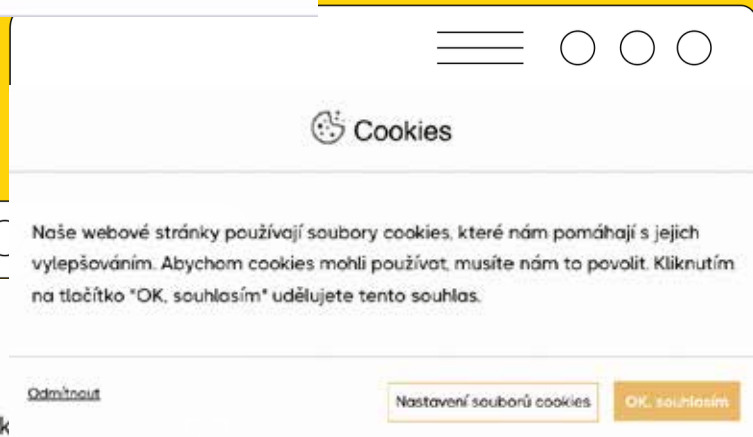 Cookies
Naše webové stránky používají soubory cookies, které nám pomáhají s jejich
vylepšováním. Abychom cookies mohli používat, musíte nám to povolit. Kliknutím
na tlačítko "OK, souhlasím" udělujete tento souhlas.
Odmítnout
Nastavení souborů cookies
OK, souhlasím
k